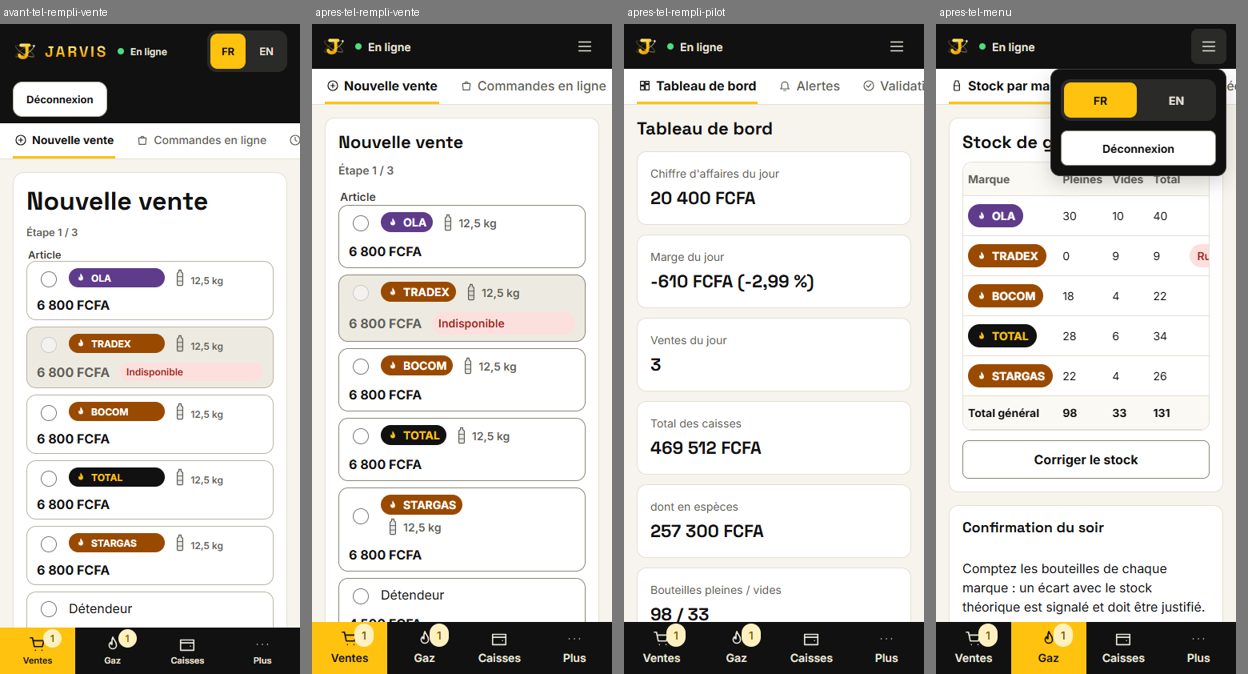 avant-tel-rempli-vente
JARVIS
En ligne
FR
EN
Déconnexion
Nouvelle vente
Commandes en ligne
Nouvelle vente
Étape 1 / 3
Article
OLA
12,5 kg
6 800 FCFA
TRADEX
12,5 kg
6 800 FCFA
Indisponible
BOCOM
12,5 kg
6 800 FCFA
TOTAL
12,5 kg
6 800 FCFA
STARGAS
12,5 kg
6 800 FCFA
Détendeur
1
1
Ventes
Gaz
Caisses
Plus
apres-tel-rempli-vente
En ligne
Nouvelle vente
Commandes en ligne
Nouvelle vente
Étape 1 / 3
Article
OLA
12,5 kg
6 800 FCFA
TRADEX
12,5 kg
6 800 FCFA
Indisponible
BOCOM
12,5 kg
6 800 FCFA
TOTAL
12,5 kg
6 800 FCFA
STARGAS
12,5 kg
6 800 FCFA
Détendeur
1
1
Ventes
Gaz
Caisses
Plus
apres-tel-rempli-pilot
En ligne
Tableau de bord
Alertes
Validati
Tableau de bord
Chiffre d'affaires du jour
20 400 FCFA
Marge du jour
-610 FCFA (-2,99 %)
Ventes du jour
3
Total des caisses
469 512 FCFA
dont en espèces
257 300 FCFA
Bouteilles pleines / vides
98 / 33
1
1
Ventes
Gaz
Caisses
Plus
apres-tel-menu
En ligne
FR
EN
Déconnexion
Stock par ma
Stock de g
Marque Pleines Vides Total
OLA 30 10 40
TRADEX 0 9 9 Ru
BOCOM 18 4 22
TOTAL 28 6 34
STARGAS 22 4 26
Total général 98 33 131
Corriger le stock
Confirmation du soir
Comptez les bouteilles de chaque
marque : un écart avec le stock
théorique est signalé et doit être justifié.
1
1
Ventes
Gaz
Caisses
Plus